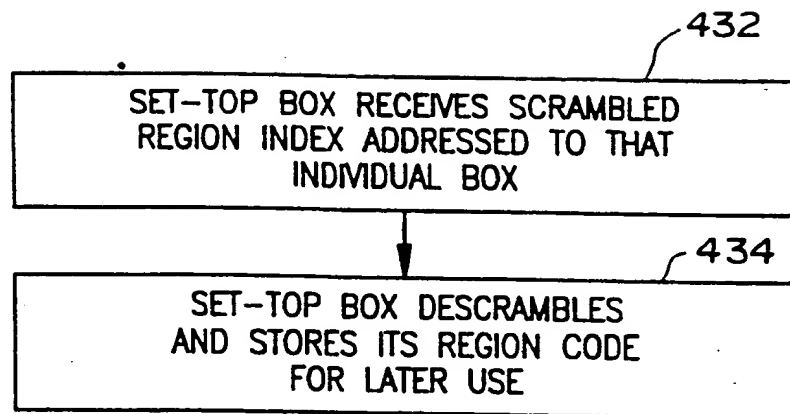 432
SET-TOP BOX RECEIVES SCRAMBLED
REGION INDEX ADDRESSED TO THAT
INDIVIDUAL BOX
434
SET-TOP BOX DESCRAMBLES
AND STORES ITS REGION CODE
FOR LATER USE